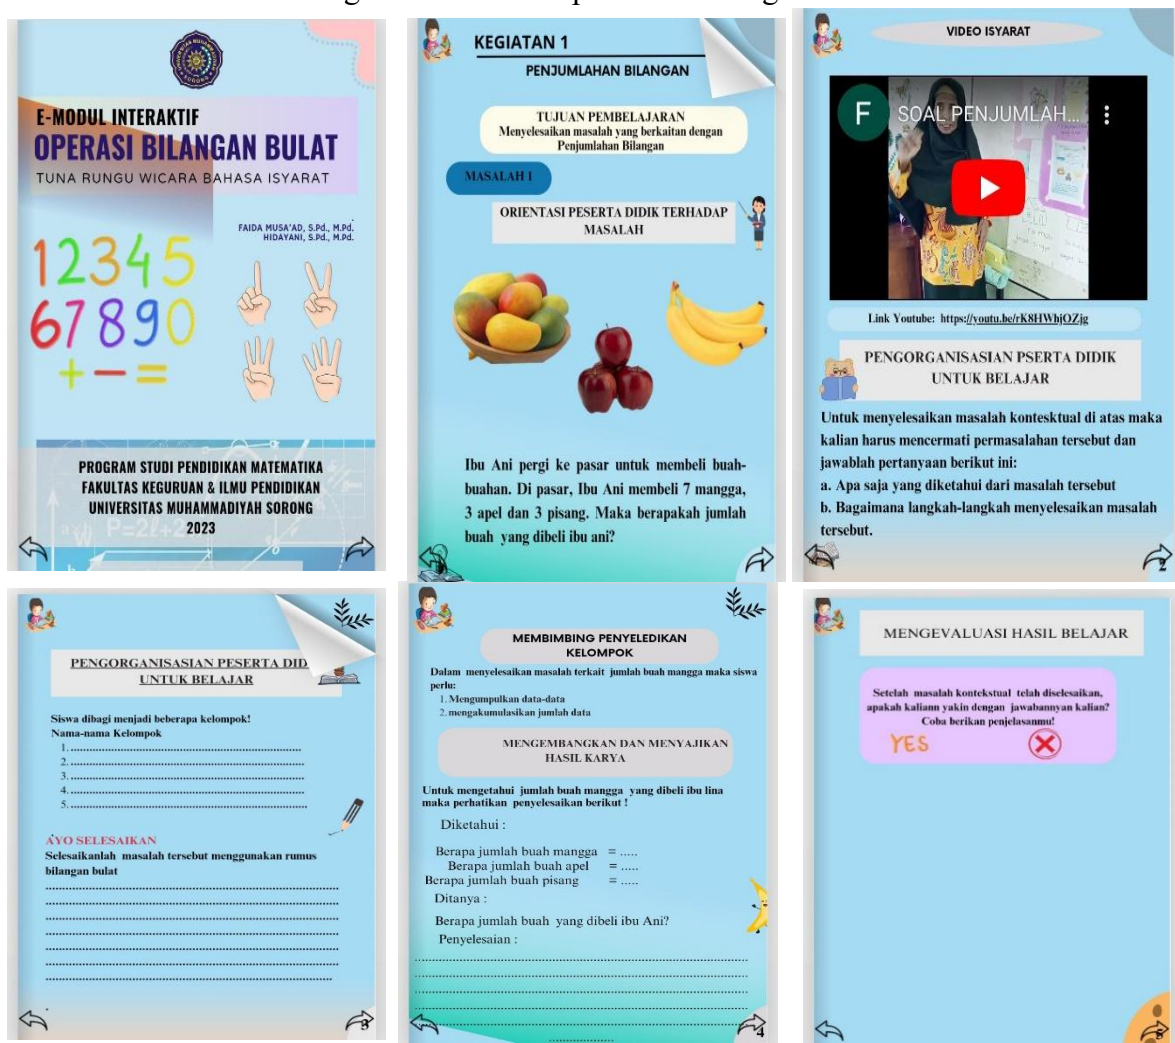 E-MODUL INTERAKTIF
OPERASI BILANGAN BULAT
TUNA RUNGU WICARA BAHASA ISYARAT
FAIDA MUSA'AD, S.Pd., M.Pd.
HIDAYANI, S.Pd., M.Pd.
12345
67890
+ − =
PROGRAM STUDI PENDIDIKAN MATEMATIKA
FAKULTAS KEGURUAN & ILMU PENDIDIKAN
UNIVERSITAS MUHAMMADIYAH SORONG
2023
KEGIATAN 1
PENJUMLAHAN BILANGAN
TUJUAN PEMBELAJARAN
Menyelesaikan masalah yang berkaitan dengan
Penjumlahan Bilangan
MASALAH 1
ORIENTASI PESERTA DIDIK TERHADAP
MASALAH
Ibu Ani pergi ke pasar untuk membeli buah-
buahan. Di pasar, Ibu Ani membeli 7 mangga,
3 apel dan 3 pisang. Maka berapakah jumlah
buah yang dibeli ibu ani?
VIDEO ISYARAT
F SOAL PENJUMLAH...
Link Youtube: https://youtu.be/rK8HWhjOZjg
PENGORGANISASIAN PSERTA DIDIK
UNTUK BELAJAR
Untuk menyelesaikan masalah kontesktual di atas maka
kalian harus mencermati permasalahan tersebut dan
jawablah pertanyaan berikut ini:
a. Apa saja yang diketahui dari masalah tersebut
b. Bagaimana langkah-langkah menyelesaikan masalah
tersebut.
2
PENGORGANISASIAN PESERTA DID
UNTUK BELAJAR
Siswa dibagi menjadi beberapa kelompok!
Nama-nama Kelompok
1. ...........................................................
2. ...........................................................
3. ...........................................................
4. ...........................................................
5. ...........................................................
AYO SELESAIKAN
Selesaikanlah masalah tersebut menggunakan rumus
bilangan bulat
3
MEMBIMBING PENYELEDIKAN
KELOMPOK
Dalam menyelesaikan masalah terkait jumlah buah mangga maka siswa
perlu:
1. Mengumpulkan data-data
2. mengakumulasikan jumlah data
MENGEMBANGKAN DAN MENYAJIKAN
HASIL KARYA
Untuk mengetahui jumlah buah mangga yang dibeli ibu lina
maka perhatikan penyelesaikan berikut !
Diketahui :
Berapa jumlah buah mangga = .....
Berapa jumlah buah apel = .....
Berapa jumlah buah pisang = .....
Ditanya :
Berapa jumlah buah yang dibeli ibu Ani?
Penyelesaian :
4
MENGEVALUASI HASIL BELAJAR
Setelah masalah kontekstual telah diselesaikan,
apakah kaliann yakin dengan jawabannyan kalian?
Coba berikan penjelasanmu!
YES
5